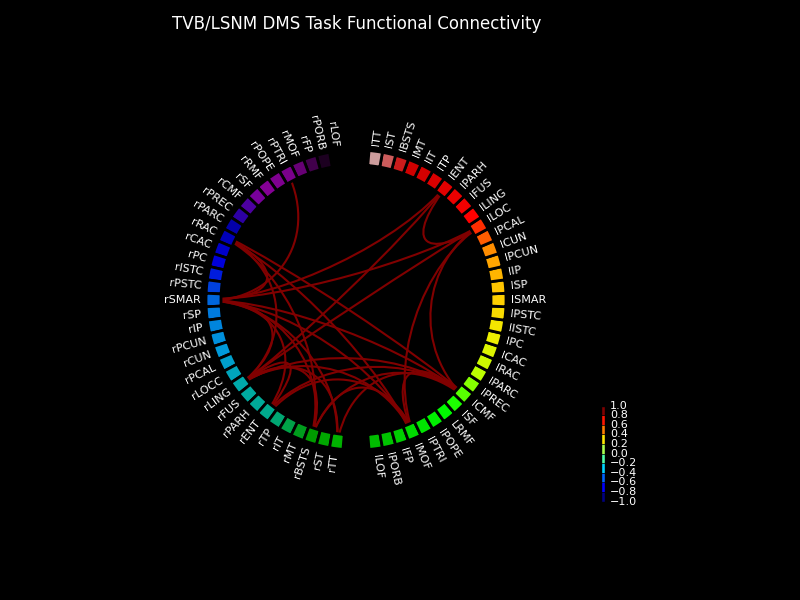 TVB/LSNM DMS Task Functional Connectivity
lTT
lST
lBSTS
lMT
lIT
lTP
lENT
lPARH
lFUS
lLING
lLOC
lPCAL
lCUN
lPCUN
lIP
lSP
lSMAR
lPSTC
lISTC
lPC
lCAC
lRAC
lPARC
lPREC
lCMF
lSF
LRMF
lPOPE
lPTRI
lMOF
lFP
lPORB
lLOF
rTT
rST
rBSTS
rMT
rIT
rTP
rENT
rPARH
rFUS
rLING
rLOCC
rPCAL
rCUN
rPCUN
rIP
rSP
rSMAR
rPSTC
rISTC
rPC
rCAC
rRAC
rPARC
rPREC
rCMF
rSF
rRMF
rPOPE
rPTRI
rMOF
rFP
rPORB
rLOF
1.0
0.8
0.6
0.4
0.2
0.0
−0.2
−0.4
−0.6
−0.8
−1.0